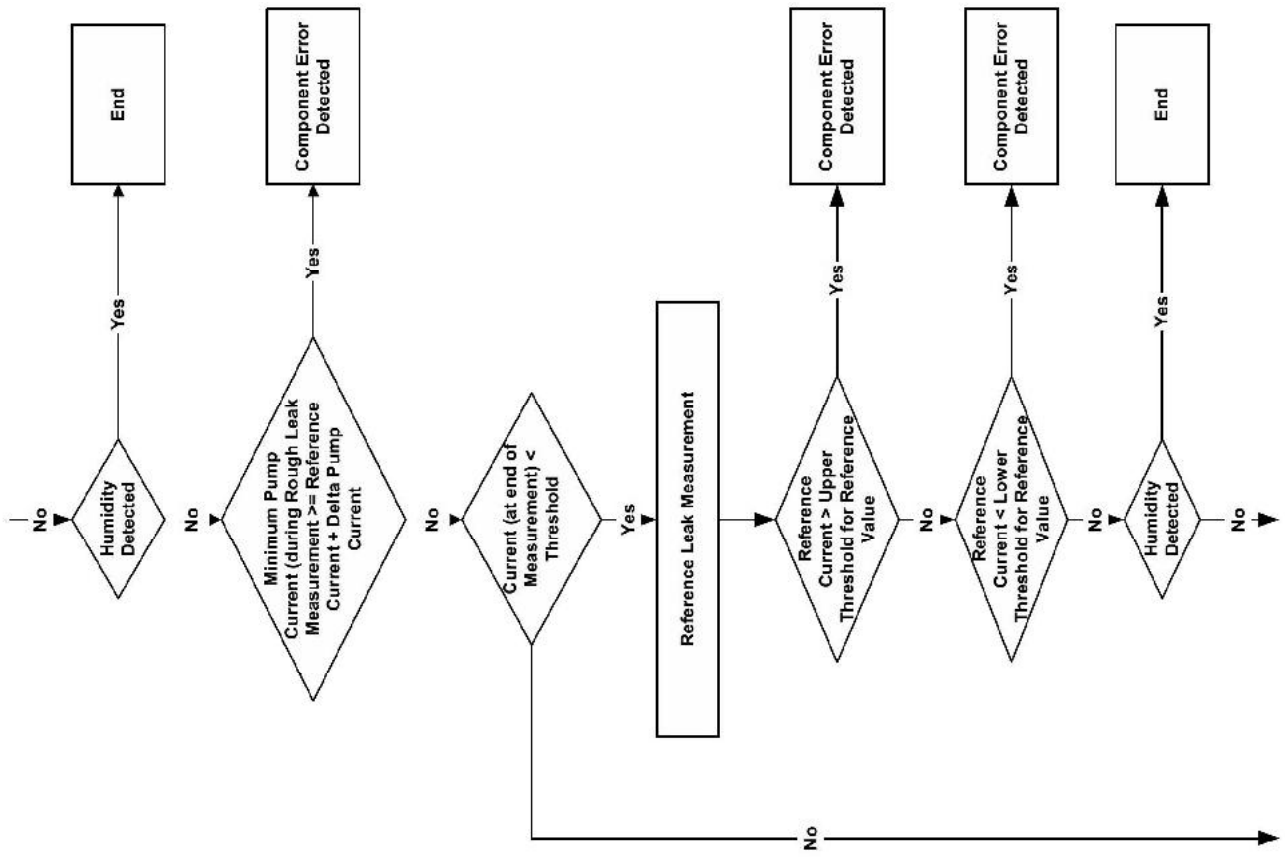 No
Humidity
Detected
Yes
End
No
Minimum Pump
Current (during Rough Leak
Measurement >= Reference
Current + Delta Pump
Current
Yes
Component Error
Detected
No
Current (at end of
Measurement) <
Threshold
Yes
No
Reference Leak Measurement
Reference
Current > Upper
Threshold for Reference
Value
Yes
Component Error
Detected
No
Reference
Current < Lower
Threshold for Reference
Value
Yes
Component Error
Detected
No
Humidity
Detected
Yes
End
No